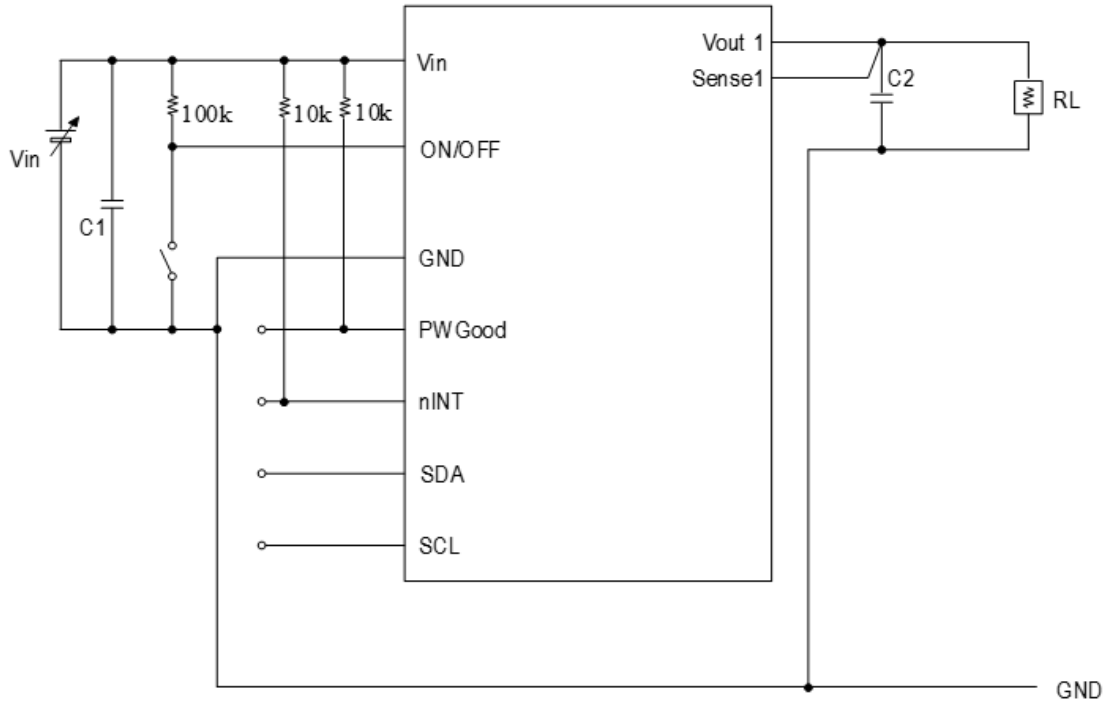 Vout 1
Vin
Sense1
C2
100k
10k
10k
RL
ON/OFF
Vin
C1
GND
PWGood
nINT
SDA
SCL
GND